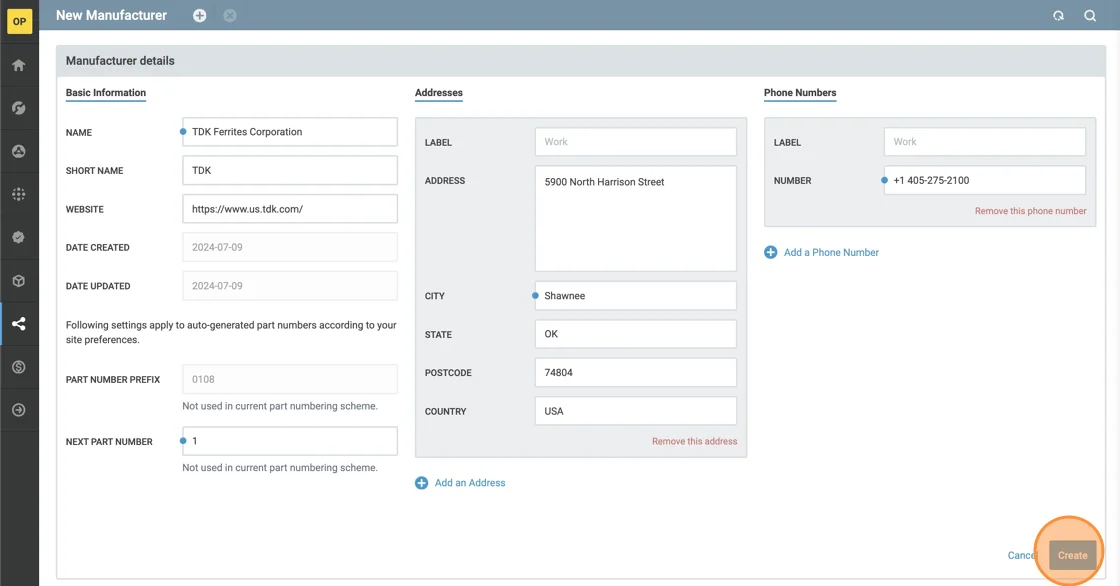 OP
New Manufacturer
Manufacturer details
Basic Information
NAME
TDK Ferrites Corporation
SHORT NAME
TDK
WEBSITE
https://www.us.tdk.com/
DATE CREATED
2024-07-09
DATE UPDATED
2024-07-09
Following settings apply to auto-generated part numbers according to your
site preferences.
PART NUMBER PREFIX
0108
Not used in current part numbering scheme.
NEXT PART NUMBER
1
Not used in current part numbering scheme.
Addresses
LABEL
Work
ADDRESS
5900 North Harrison Street
CITY
Shawnee
STATE
OK
POSTCODE
74804
COUNTRY
USA
Remove this address
Add an Address
Phone Numbers
LABEL
Work
NUMBER
+1 405-275-2100
Remove this phone number
Add a Phone Number
Cancel
Create